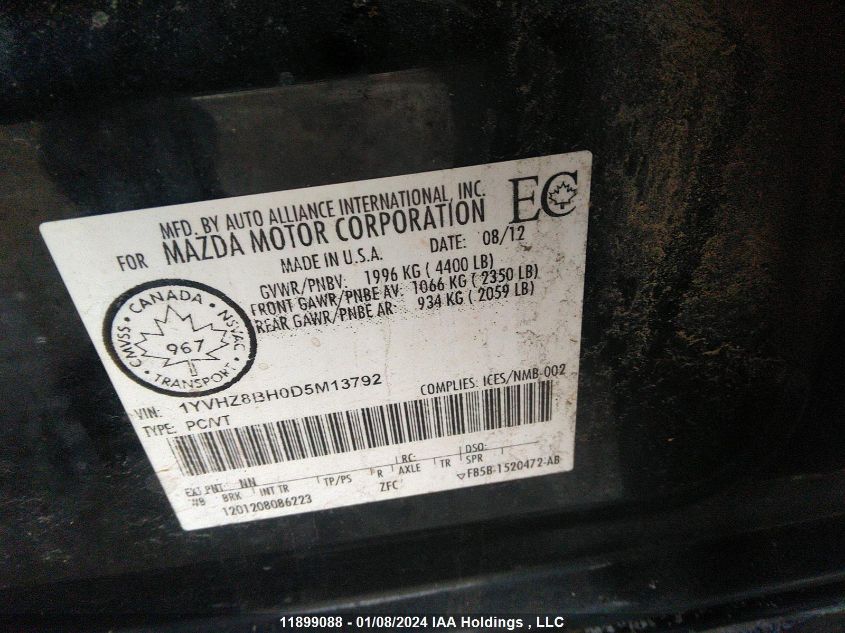 MFD. BY AUTO ALLIANCE INTERNATIONAL, INC.
EC
FOR MAZDA MOTOR CORPORATION
MADE IN U.S.A. DATE: 08/12
GVWR/PNBV: 1996 KG ( 4400 LB)
FRONT GAWR/PNBE AV: 1066 KG ( 2350 LB)
REAR GAWR/PNBE AR: 934 KG ( 2059 LB)
CANADA • NSVAC • TRANSPORT • CMVSS •
967
VIN: 1YVHZ8BH0D5M13792 COMPLIES: ICES/NMB-002
TYPE: PC/VT
EXT PNT: NN RC: DSO:
WB BRK INT TR TP/PS R AXLE TR SPR
ZFC ▽FB5B-1520472-AB
1201208086223
11899088 - 01/08/2024 IAA Holdings , LLC